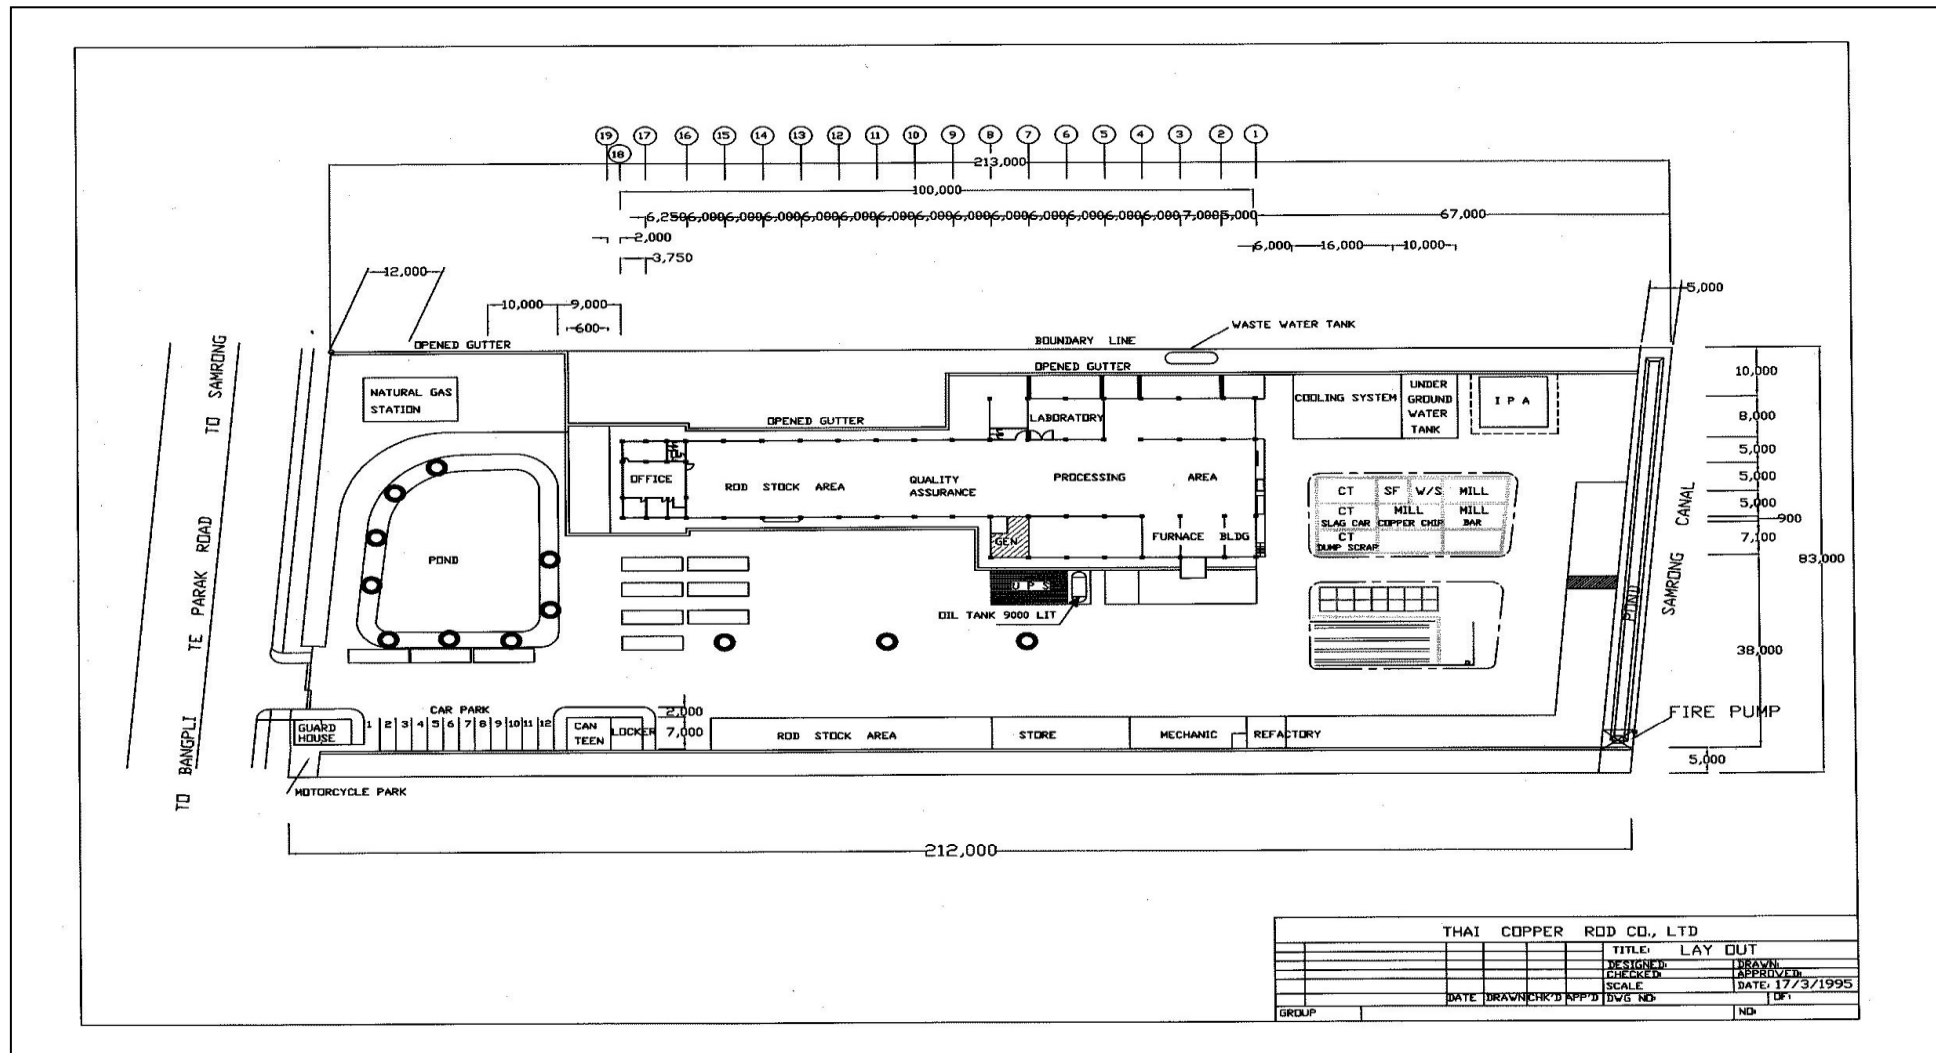 19 17 16 15 14 13 12 11 10 9 8 7 6 5 4 3 2 1
18
213,000
100,000
6,250 6,000 6,000 6,000 6,000 6,000 6,000 6,000 6,000 6,000 6,000 6,000 6,000 6,000 7,000 5,000
67,000
2,000
6,000 16,000 10,000
3,750
12,000
5,000
10,000 9,000
600
WASTE WATER TANK
OPENED GUTTER
BOUNDARY LINE
OPENED GUTTER
NATURAL GAS
STATION
OPENED GUTTER
LABORATORY
COOLING SYSTEM
UNDER
GROUND
WATER
TANK
I P A
10,000
8,000
5,000
5,000
5,000
900
7,100
83,000
38,000
5,000
TO BANGPLI TE PARAK ROAD TO SAMRONG
OFFICE
ROD STOCK AREA
QUALITY
ASSURANCE
PROCESSING AREA
CT SF W/S MILL
CT MILL MILL
SLAG CAR COPPER CHIP BAR
CT
DUMP SCRAP
GEN
FURNACE BLDG
POND
U P S
OIL TANK 9000 LIT
POND
SAMRONG CANAL
FIRE PUMP
CAR PARK
1 2 3 4 5 6 7 8 9 10 11 12
GUARD
HOUSE
CAN
TEEN
LOCKER
2,000
7,000
ROD STOCK AREA
STORE
MECHANIC
REFACTORY
MOTORCYCLE PARK
212,000
THAI COPPER ROD CO., LTD
TITLE: LAY OUT
DESIGNED: DRAWN:
CHECKED: APPROVED:
SCALE DATE: 17/3/1995
DATE DRAWN CHK'D APP'D DWG NO: OF:
GROUP NO: